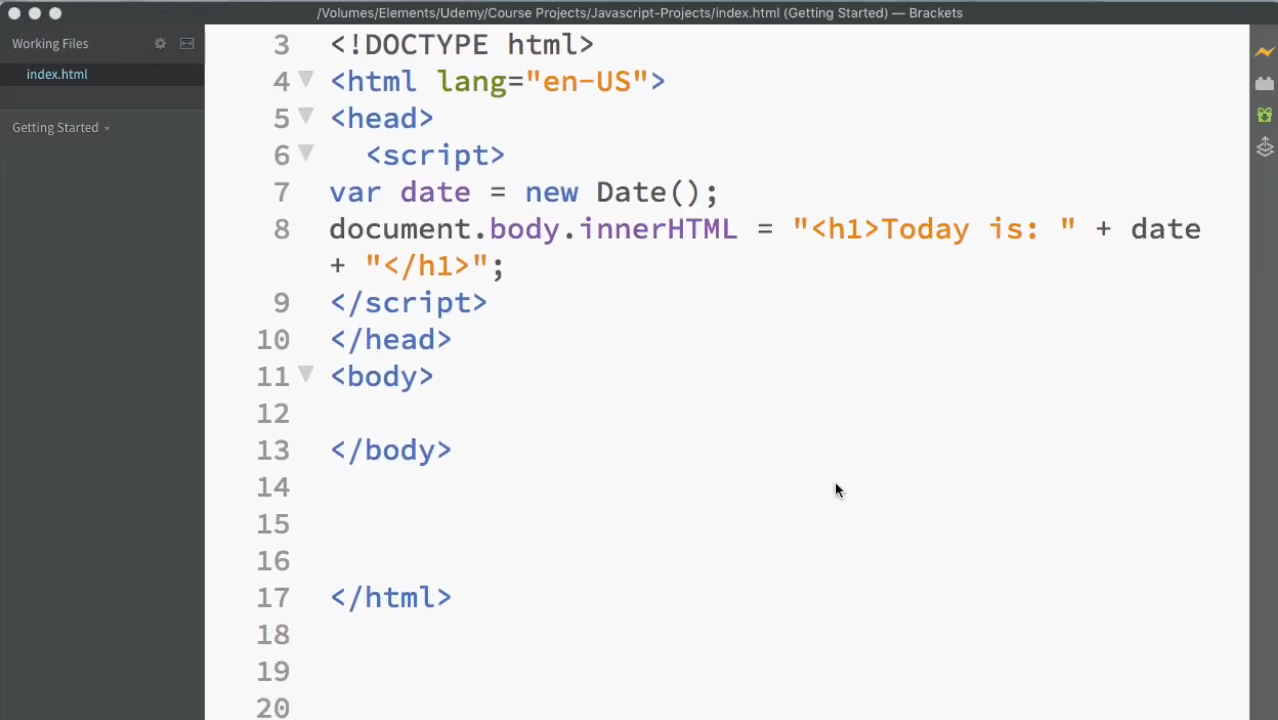 /Volumes/Elements/Udemy/Course Projects/Javascript-Projects/index.html (Getting Started) — Brackets
Working Files
index.html
Getting Started
3 <!DOCTYPE html>
4 <html lang="en-US">
5 <head>
6 <script>
7 var date = new Date();
8 document.body.innerHTML = "<h1>Today is: " + date
+ "</h1>";
9 </script>
10 </head>
11 <body>
12
13 </body>
14
15
16
17 </html>
18
19
20